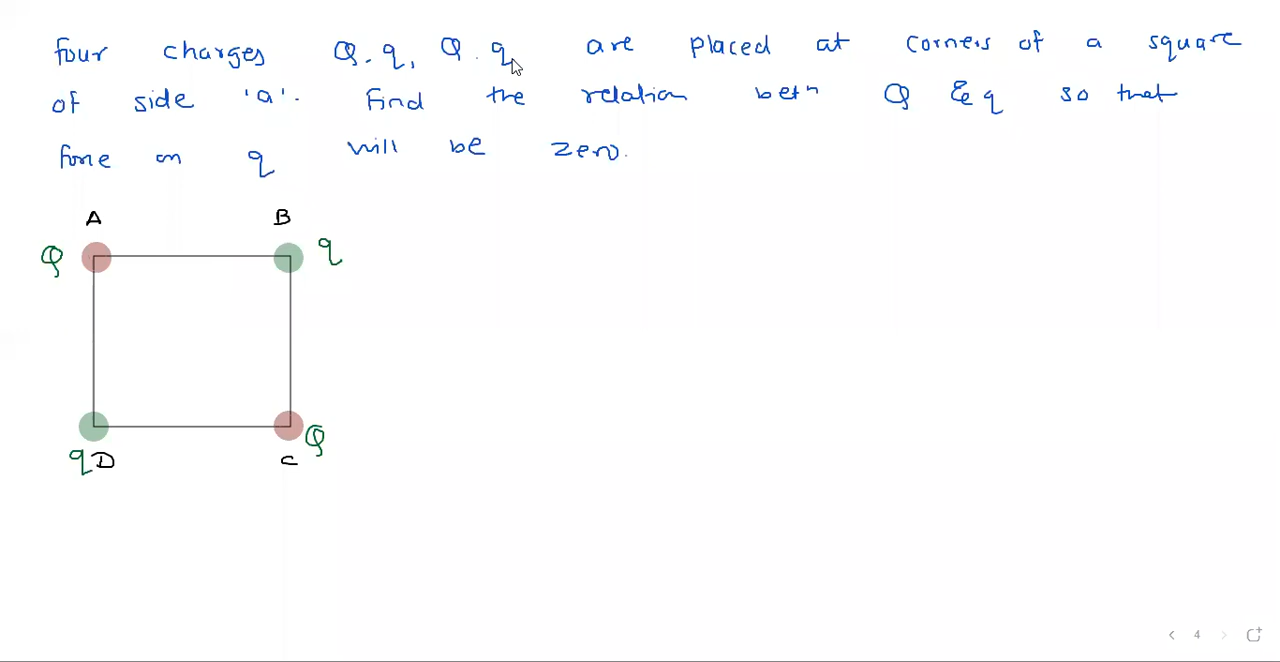 four charges Q, q, Q, q are placed at corners of a square
of side 'a'. Find the relation betn Q & q so that
force on q will be zero.
A B
Q q
Q
q D C
4